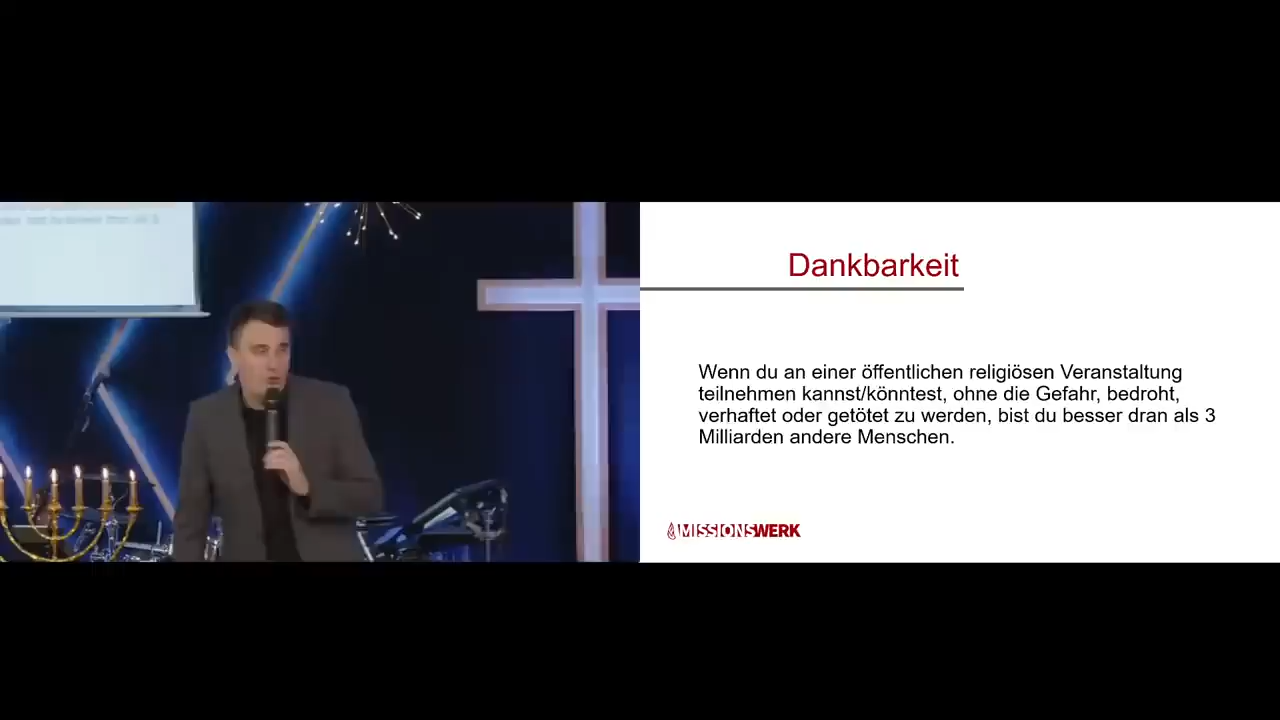 Dankbarkeit
Wenn du an einer öffentlichen religiösen Veranstaltung
teilnehmen kannst/könntest, ohne die Gefahr, bedroht,
verhaftet oder getötet zu werden, bist du besser dran als 3
Milliarden andere Menschen.
MISSIONSWERK